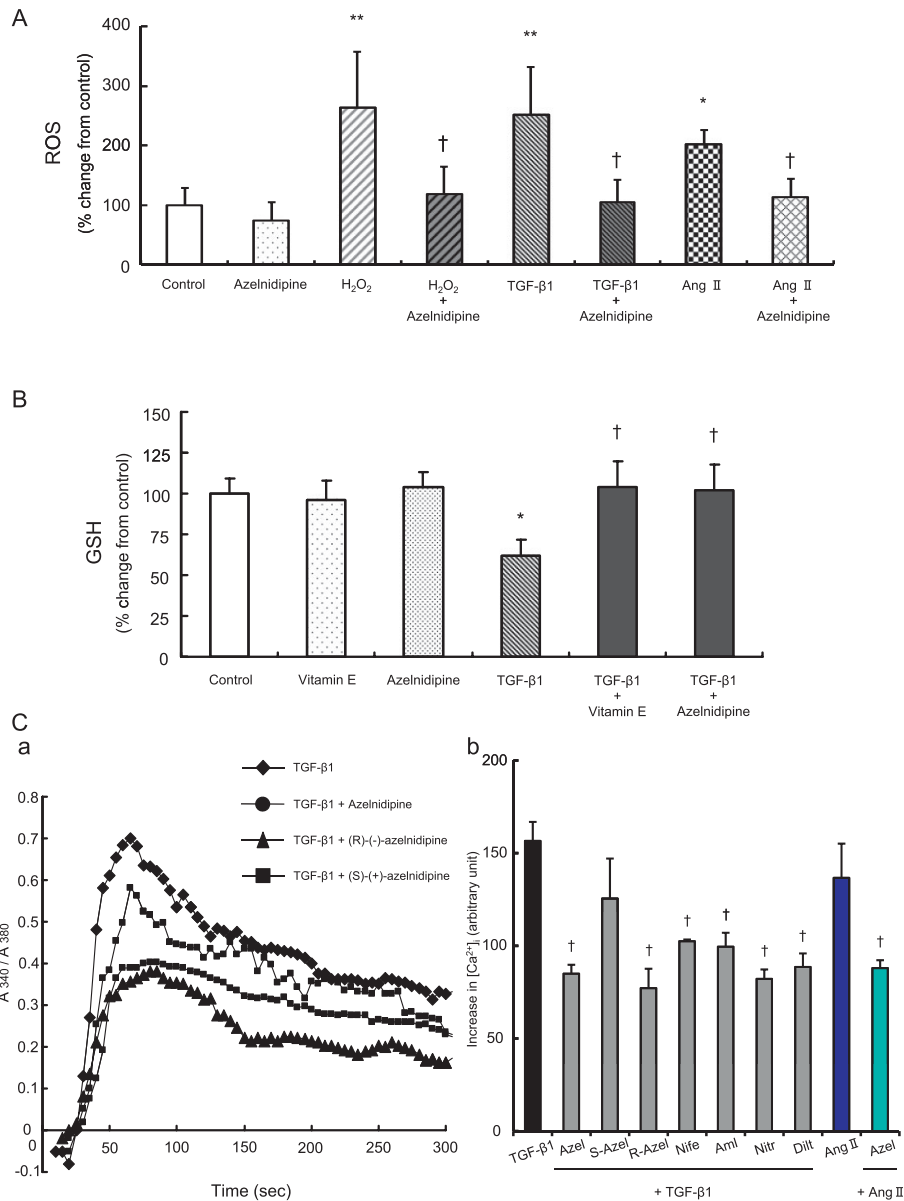 A
ROS
(% change from control)
400
300
200
100
0
**
†
**
†
*
†
Control
Azelnidipine
H₂O₂
H₂O₂
+
Azelnidipine
TGF-β1
TGF-β1
+
Azelnidipine
Ang Ⅱ
Ang Ⅱ
+
Azelnidipine
B
GSH
(% change from control)
150
125
100
75
50
25
0
*
†
†
Control
Vitamin E
Azelnidipine
TGF-β1
TGF-β1
+
Vitamin E
TGF-β1
+
Azelnidipine
C
a
TGF-β1
TGF-β1 + Azelnidipine
TGF-β1 + (R)-(-)-azelnidipine
TGF-β1 + (S)-(+)-azelnidipine
A 340 / A 380
0.8
0.7
0.6
0.5
0.4
0.3
0.2
0.1
0
-0.1
0
50
100
150
200
250
300
Time (sec)
b
Increase in [Ca²⁺]ᵢ (arbitrary unit)
200
150
100
50
0
†
†
†
†
†
†
†
TGF-β1
Azel
S-Azel
R-Azel
Nife
Aml
Nitr
Dilt
Ang Ⅱ
Azel
+ TGF-β1
+ Ang Ⅱ